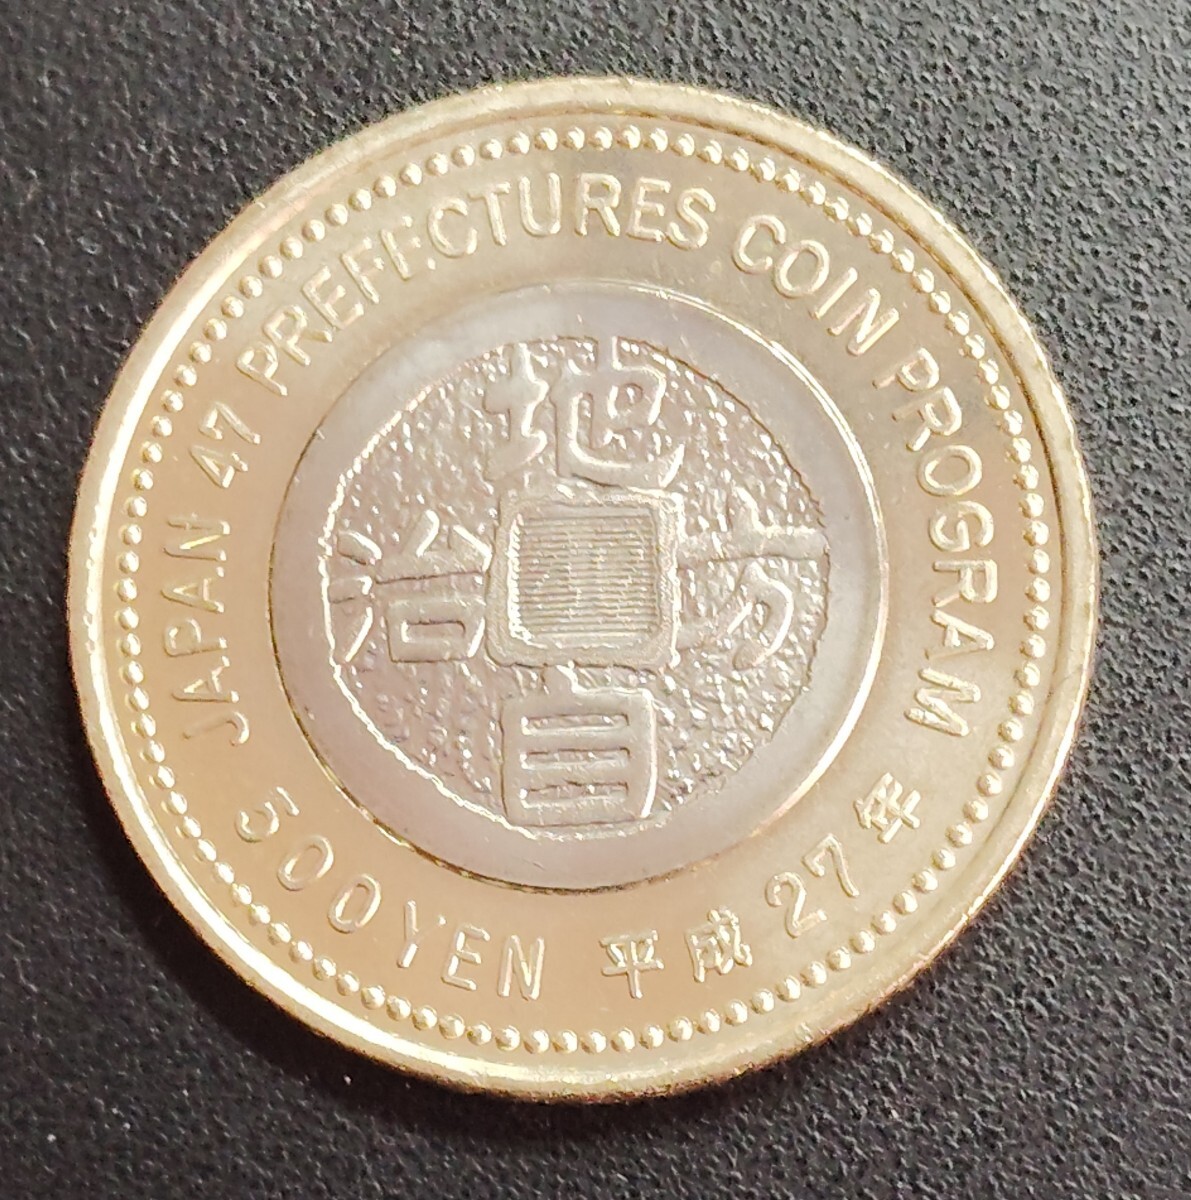 JAPAN 47 PREFECTURES COIN PROGRAM
500YEN 平成27年
地方自治